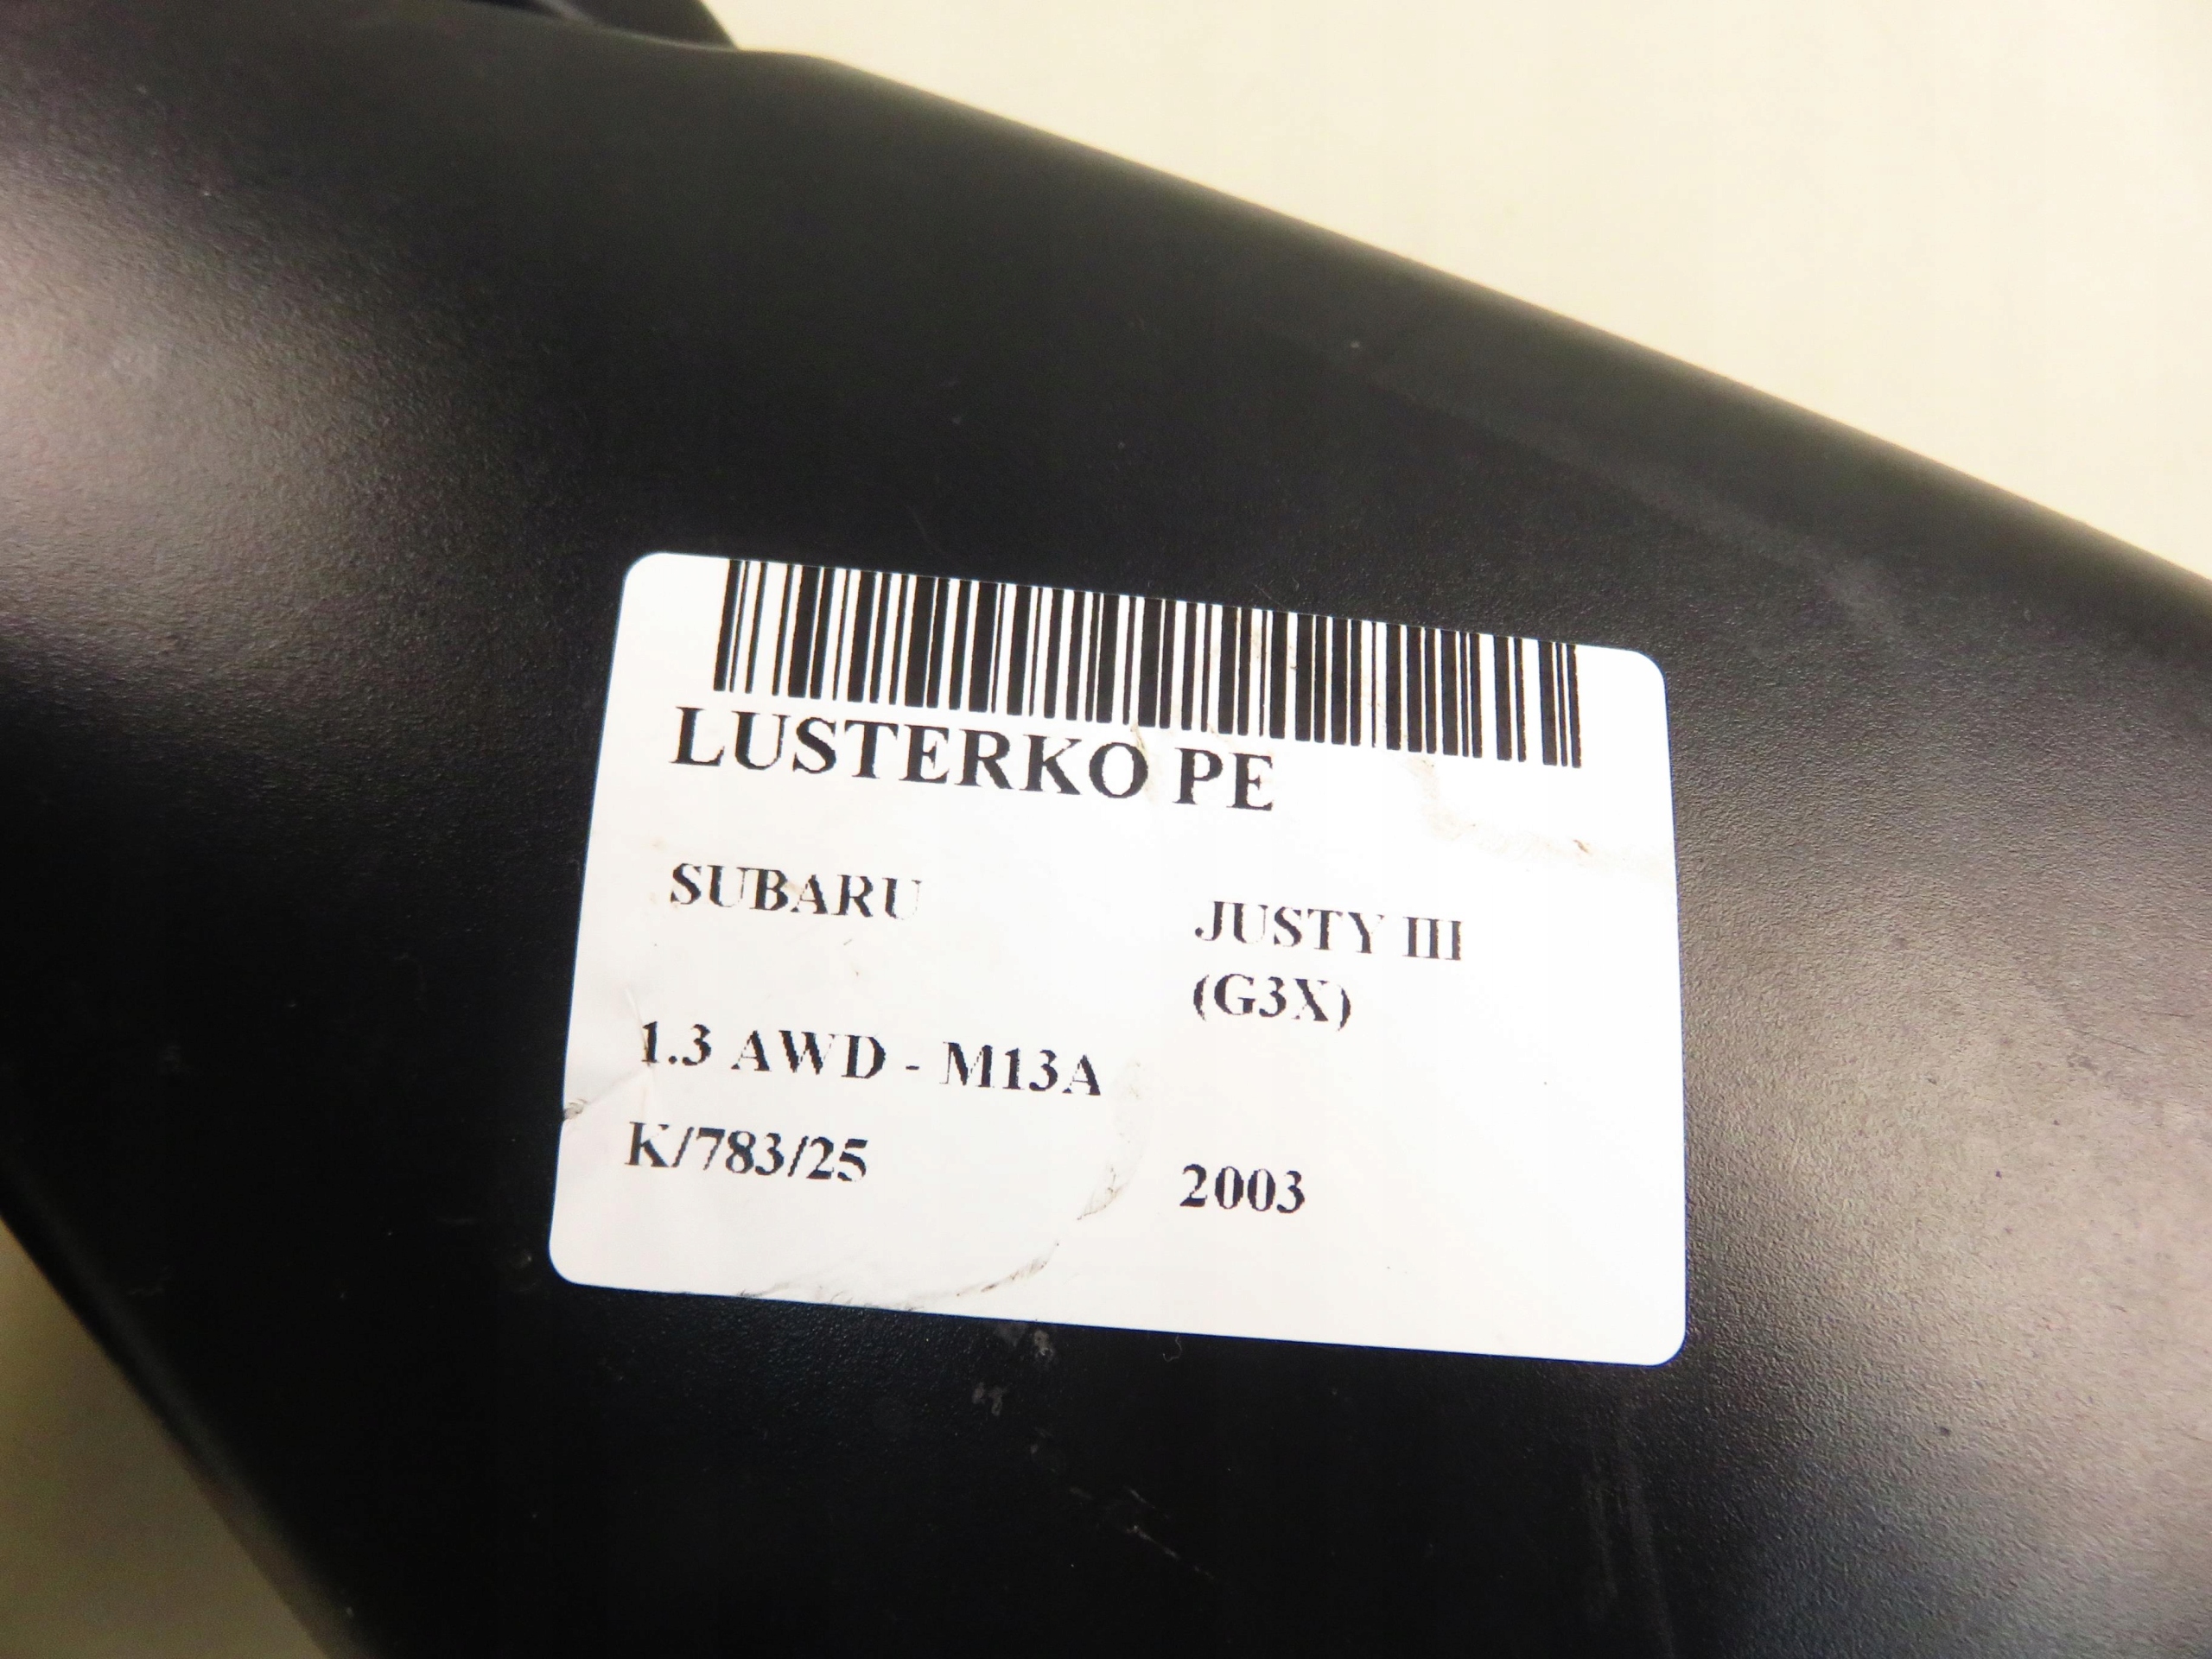 LUSTERKO PE
SUBARU
JUSTY III
(G3X)
1.3 AWD - M13A
K/783/25
2003